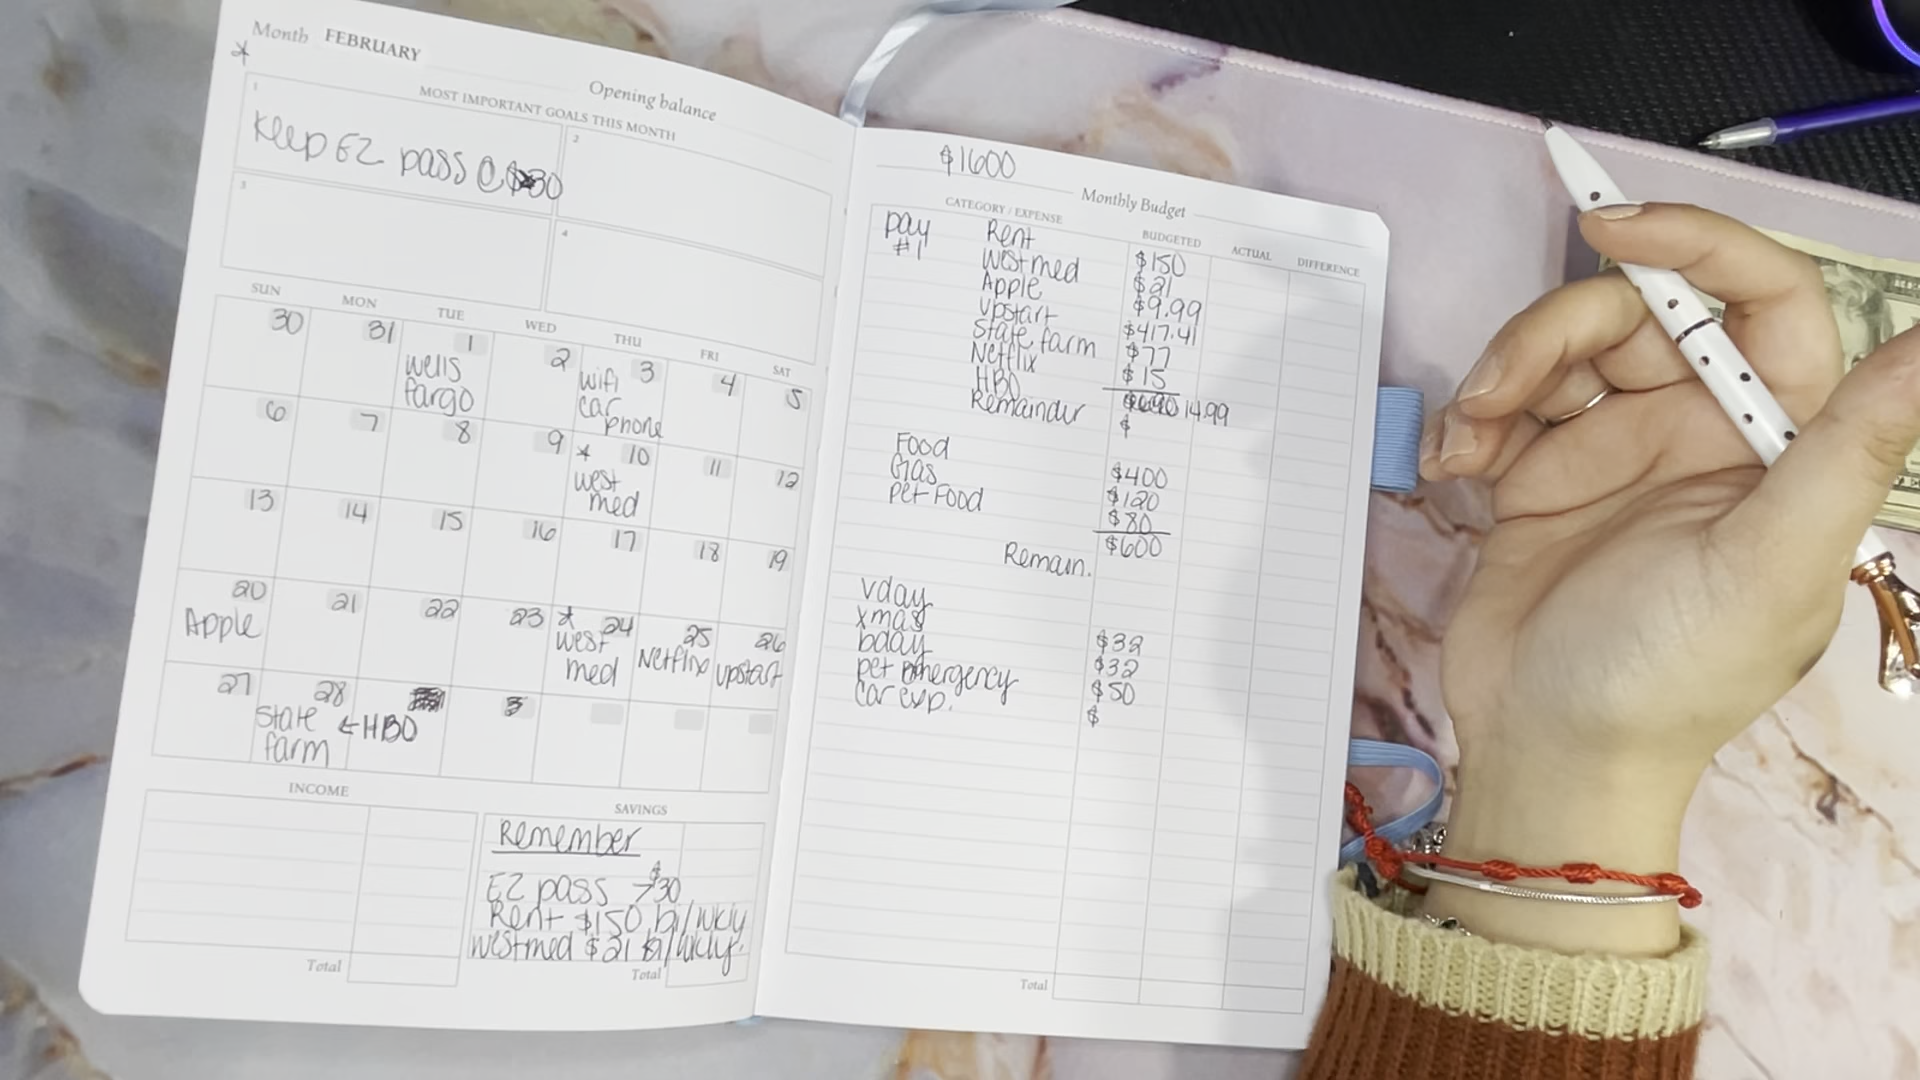 Month FEBRUARY
*
Opening balance
MOST IMPORTANT GOALS THIS MONTH
1
2
Keep EZ pass @ $30
3
4
SUN MON TUE WED THU FRI SAT
30 31 1 2 3 4 5
wells fargo
wifi
car
phone
6 7 8 9 * 10 11 12
west med
13 14 15 16 17 18 19
20 21 22 23 * 24 25 26
Apple
west med
Netflix
upstart
27 28 3
State farm
← HBO
INCOME
Total
SAVINGS
Remember
EZ pass → $30
Rent $150 bi/wkly
westmed $21 bi/wkly
Total
$1600
Monthly Budget
CATEGORY / EXPENSE BUDGETED ACTUAL DIFFERENCE
pay #1
Rent $150
Westmed $21
Apple $9.99
upstart $417.41
State farm $77
Netflix $15
HBO 14.99
Remainder $
Food $400
Gas $120
pet Food $80
$600
Remain.
vday
xmas $32
bday $32
pet emergency $50
car exp. $
Total